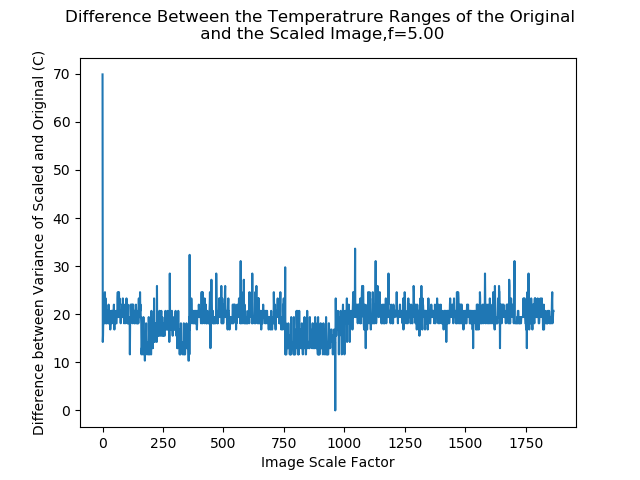 Difference Between the Temperatrure Ranges of the Original
and the Scaled Image,f=5.00
Difference between Variance of Scaled and Original (C)
70
60
50
40
30
20
10
0
0 250 500 750 1000 1250 1500 1750
Image Scale Factor